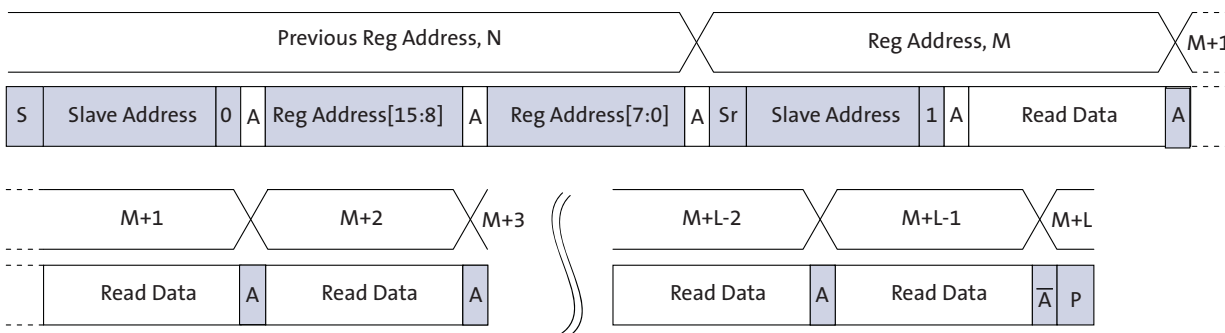 Previous Reg Address, N Reg Address, M M+1
S Slave Address 0 A Reg Address[15:8] A Reg Address[7:0] A Sr Slave Address 1 A Read Data A
M+1 M+2 M+3 M+L-2 M+L-1 M+L
Read Data A Read Data A Read Data A Read Data A̅ P